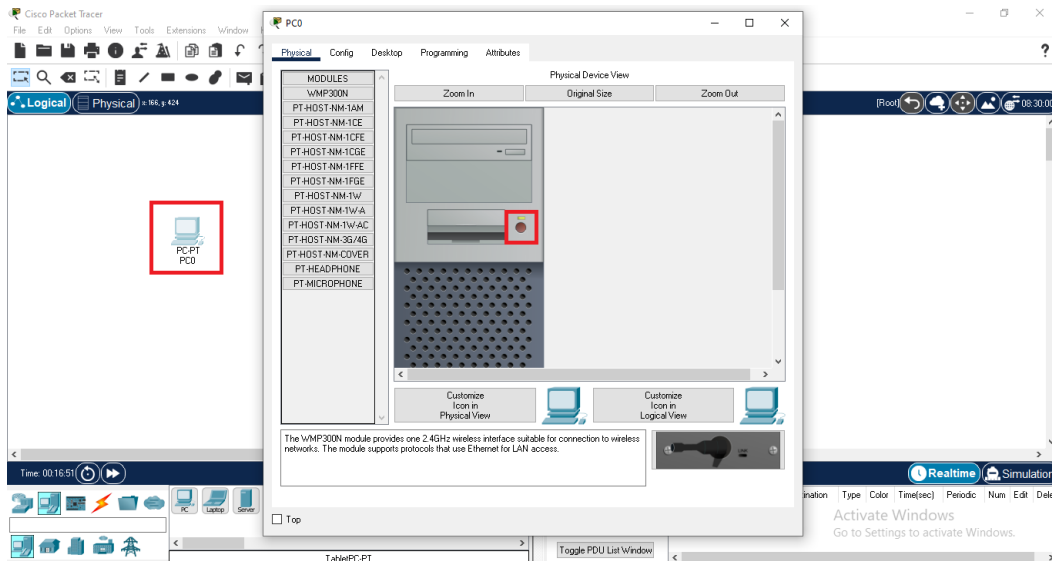 Cisco Packet Tracer
File Edit Options View Tools Extensions Window
?
Logical Physical x: 166, y: 424
[Root] 08:30:00
PC-PT
PC0
PC0
Physical Config Desktop Programming Attributes
MODULES
WMP300N
PT-HOST-NM-1AM
PT-HOST-NM-1CE
PT-HOST-NM-1CFE
PT-HOST-NM-1CGE
PT-HOST-NM-1FFE
PT-HOST-NM-1FGE
PT-HOST-NM-1W
PT-HOST-NM-1W-A
PT-HOST-NM-1W-AC
PT-HOST-NM-3G/4G
PT-HOST-NM-COVER
PT-HEADPHONE
PT-MICROPHONE
Physical Device View
Zoom In Original Size Zoom Out
Customize
Icon in
Physical View
Customize
Icon in
Logical View
The WMP300N module provides one 2.4GHz wireless interface suitable for connection to wireless
networks. The module supports protocols that use Ethernet for LAN access.
Top
Time: 00:16:51
Realtime Simulation
PC Laptop Server
TabletPC-PT
Toggle PDU List Window
ination Type Color Time(sec) Periodic Num Edit Dele
Activate Windows
Go to Settings to activate Windows.